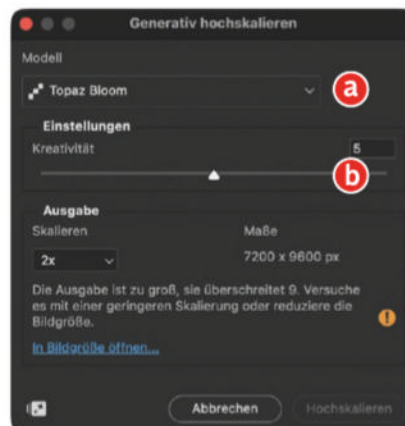 Generativ hochskalieren
Modell
Topaz Bloom
a
Einstellungen
Kreativität 5
b
Ausgabe
Skalieren Maße
2x 7200 x 9600 px
Die Ausgabe ist zu groß, sie überschreitet 9. Versuche
es mit einer geringeren Skalierung oder reduziere die
Bildgröße.
In Bildgröße öffnen...
Abbrechen Hochskalieren